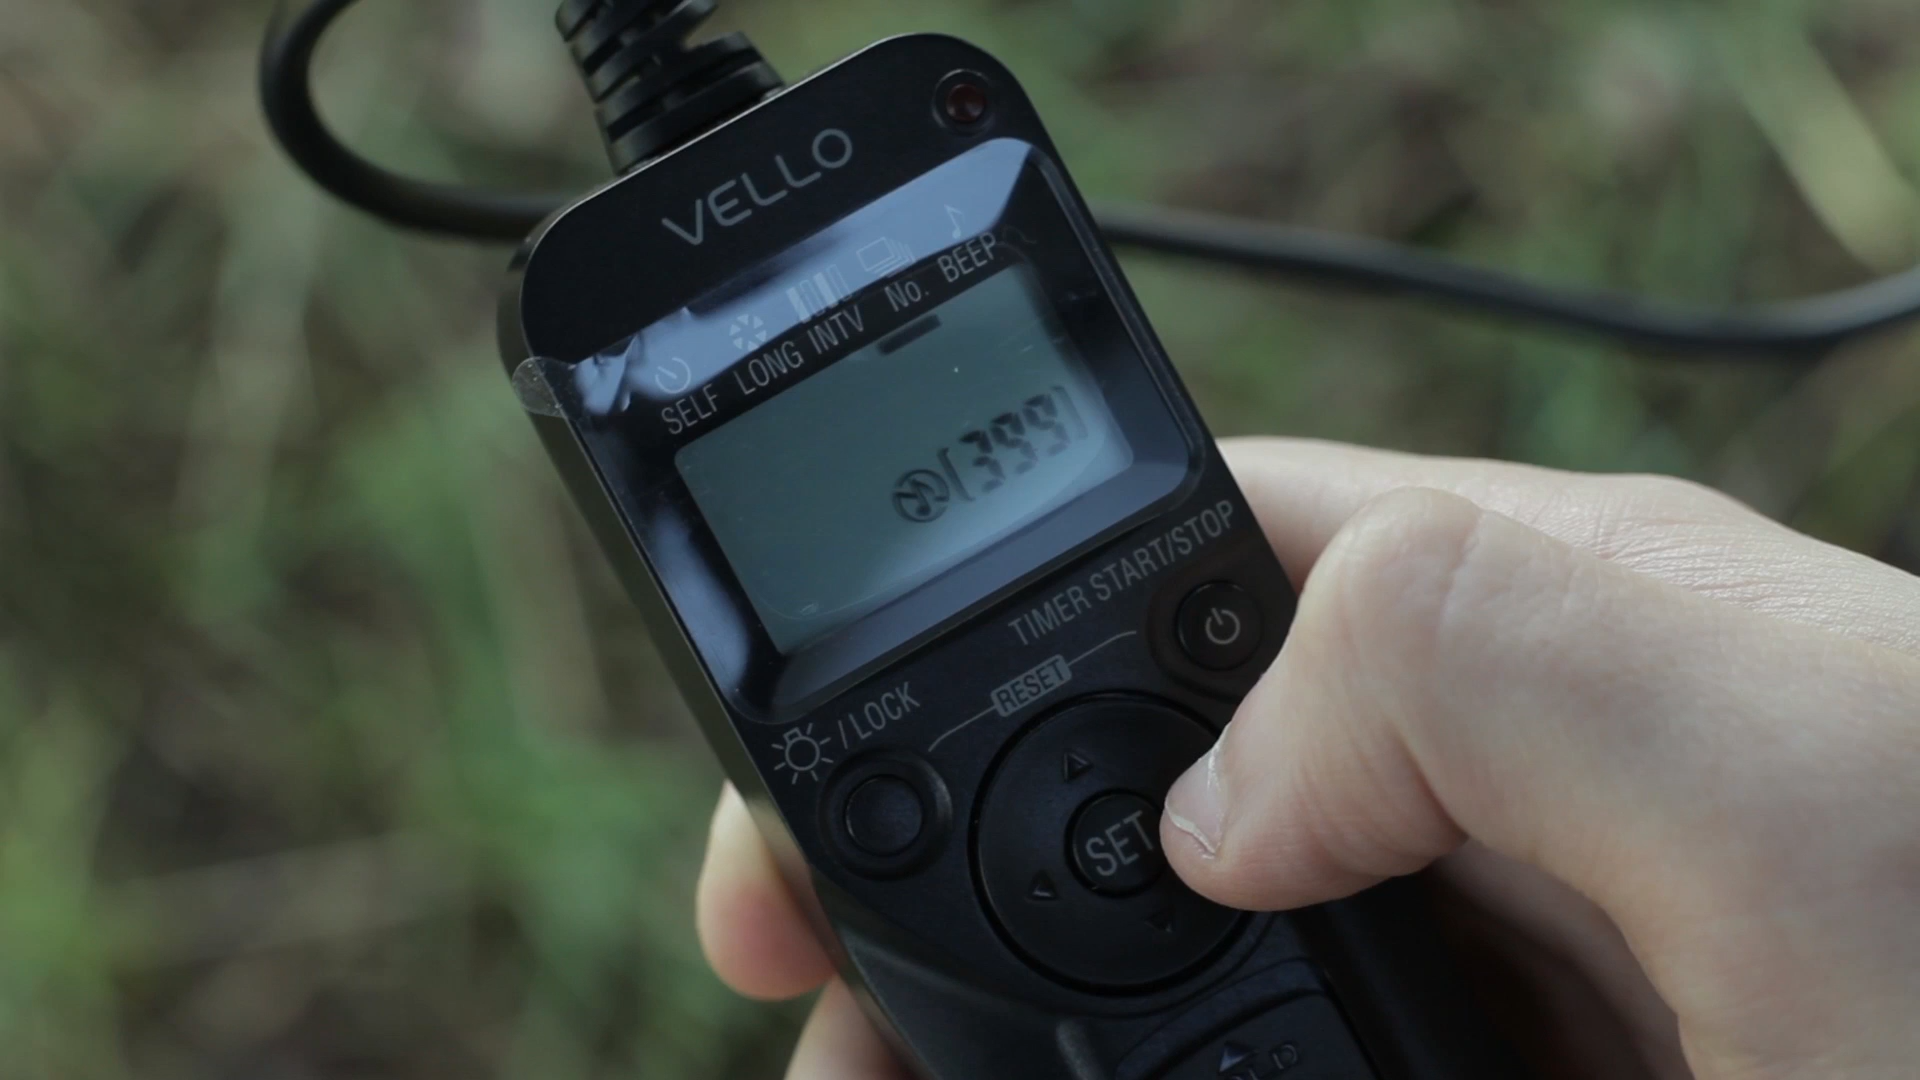 VELLO
SELF LONG INTV No. BEEP
[399]
TIMER START/STOP
RESET
/LOCK
SET